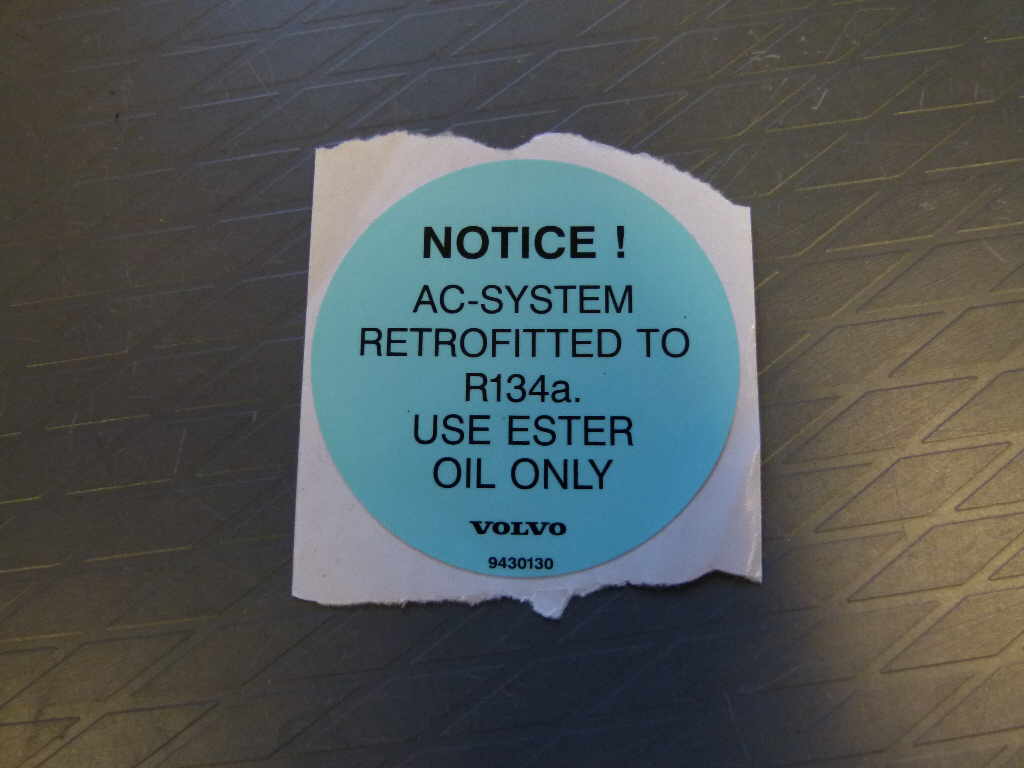 NOTICE !
AC-SYSTEM
RETROFITTED TO
R134a.
USE ESTER
OIL ONLY
VOLVO
9430130